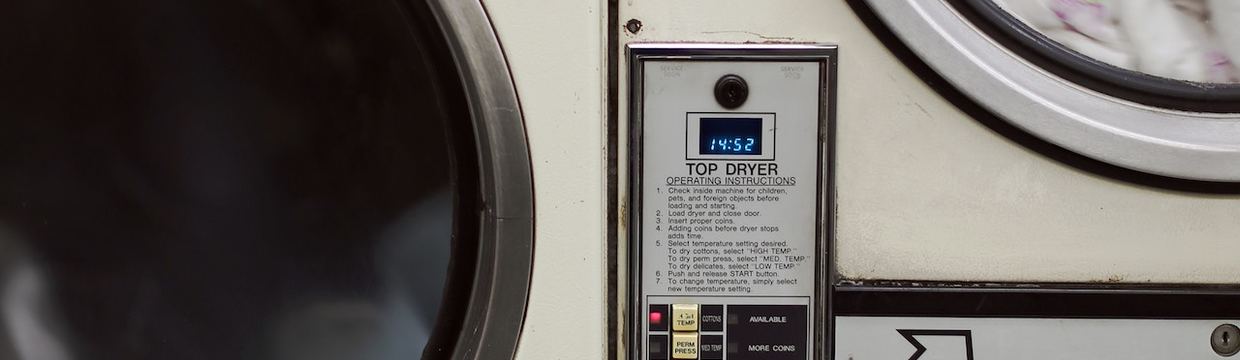 SERVICE SERVICE
14:52
TOP DRYER
OPERATING INSTRUCTIONS
1. Check inside machine for children,
pets, and foreign objects before
loading and starting.
2. Load dryer and close door.
3. Insert proper coins.
4. Adding coins before dryer stops
adds time.
5. Select temperature setting desired.
To dry cottons, select "HIGH TEMP."
To dry perm press, select "MED. TEMP."
To dry delicates, select "LOW TEMP."
6. Push and release START button.
7. To change temperature, simply select
new temperature setting.
TEMP COTTONS AVAILABLE
PERM
PRESS MED TEMP MORE COINS